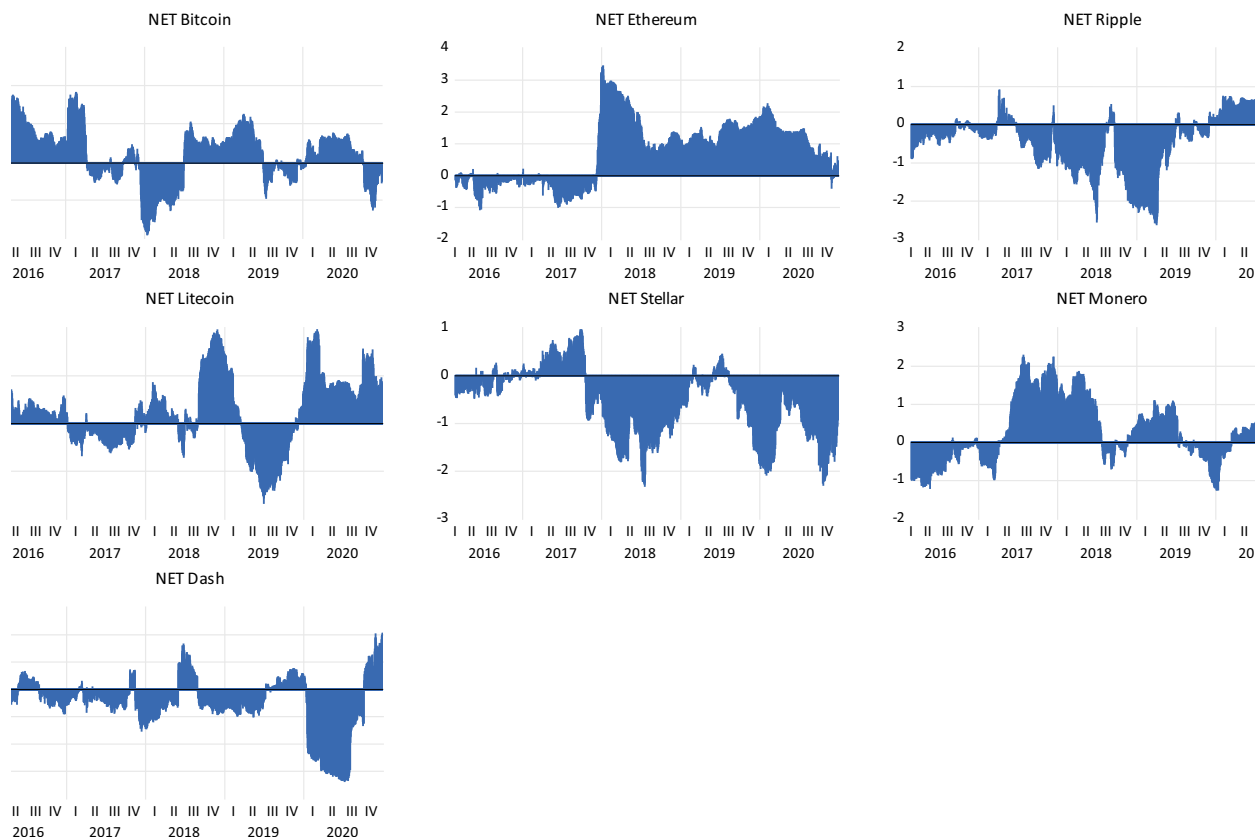 NET Bitcoin
II III IV I II III IV I II III IV I II III IV I II III IV
2016 2017 2018 2019 2020
NET Ethereum
4
3
2
1
0
-1
-2
I II III IV I II III IV I II III IV I II III IV I II III IV
2016 2017 2018 2019 2020
NET Ripple
2
1
0
-1
-2
-3
I II III IV I II III IV I II III IV I II III IV I II
2016 2017 2018 2019 20
NET Litecoin
II III IV I II III IV I II III IV I II III IV I II III IV
2016 2017 2018 2019 2020
NET Stellar
1
0
-1
-2
-3
I II III IV I II III IV I II III IV I II III IV I II III IV
2016 2017 2018 2019 2020
NET Monero
3
2
1
0
-1
-2
I II III IV I II III IV I II III IV I II III IV I II
2016 2017 2018 2019 20
NET Dash
II III IV I II III IV I II III IV I II III IV I II III IV
2016 2017 2018 2019 2020